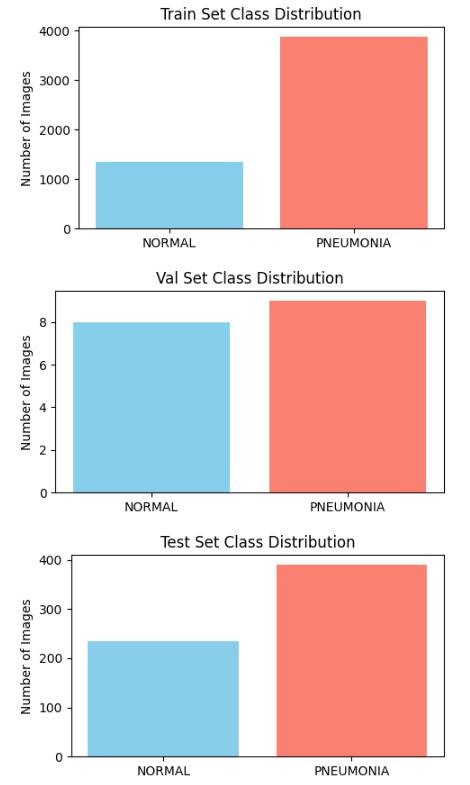 Train Set Class Distribution
Number of Images
4000
3000
2000
1000
0
NORMAL PNEUMONIA
Val Set Class Distribution
Number of Images
8
6
4
2
0
NORMAL PNEUMONIA
Test Set Class Distribution
Number of Images
400
300
200
100
0
NORMAL PNEUMONIA